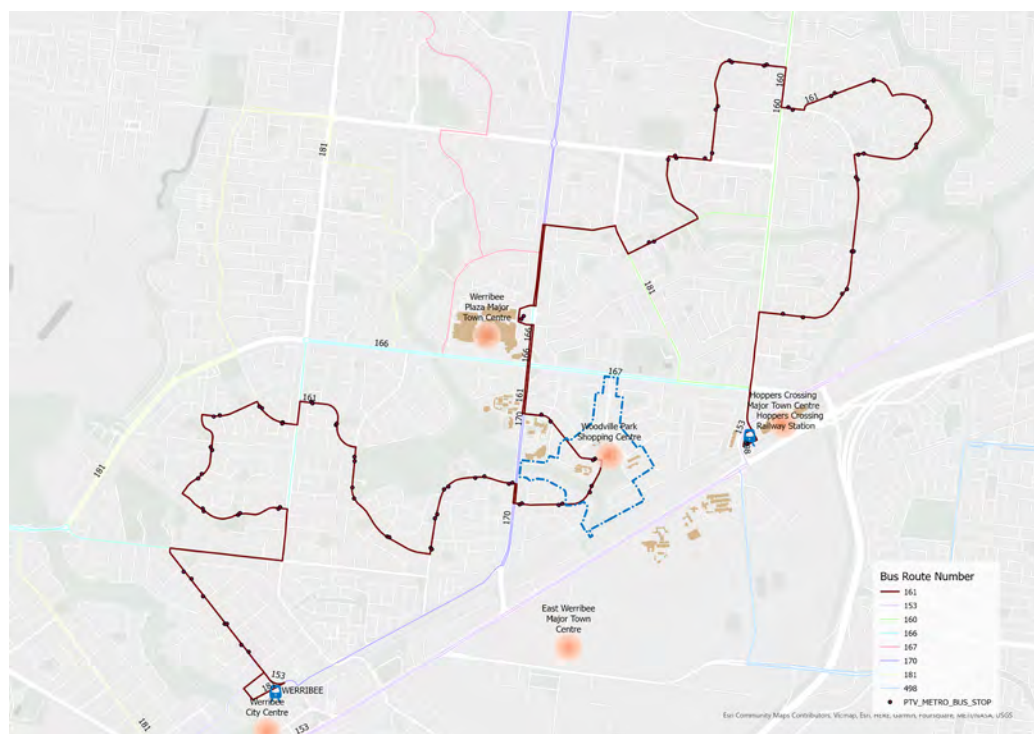 160
160
161
181
Werribee
Plaza Major
Town Centre
181
166
166
166
167
161
161
170
Hoppers Crossing
Major Town Centre
Hoppers Crossing
Railway Station
153
Woodville Park
Shopping Centre
181
170
East Werribee
Major Town
Centre
153
WERRIBEE
Werribee
City Centre
153
181
Bus Route Number
161
153
160
166
167
170
181
498
PTV_METRO_BUS_STOP
Esri Community Maps Contributors, Vicmap, Esri, HERE, Garmin, Foursquare, METI/NASA, USGS